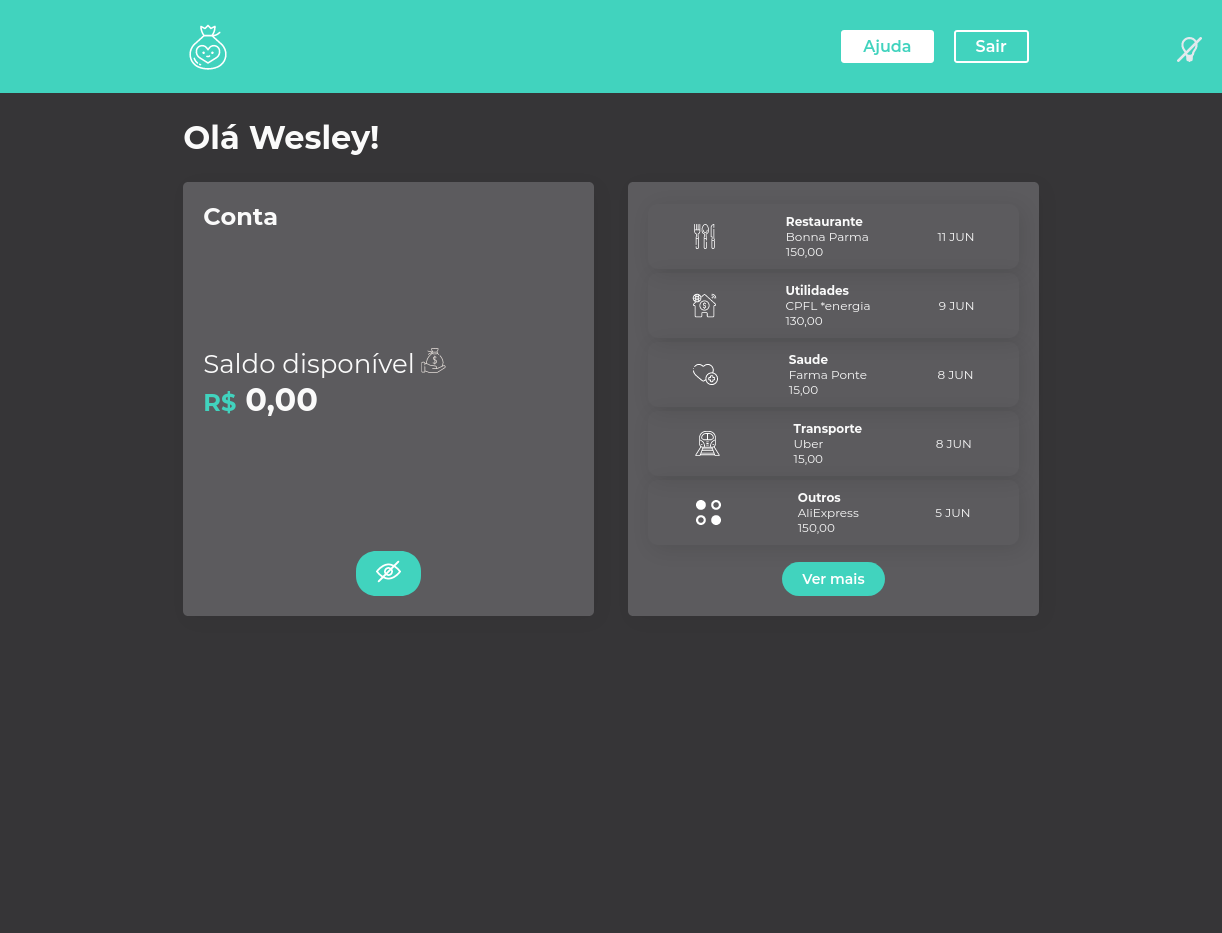 Ajuda
Sair
Olá Wesley!
Conta
Saldo disponível
R$ 0,00
Restaurante
Bonna Parma
150,00
11 JUN
Utilidades
CPFL *energia
130,00
9 JUN
Saude
Farma Ponte
15,00
8 JUN
Transporte
Uber
15,00
8 JUN
Outros
AliExpress
150,00
5 JUN
Ver mais